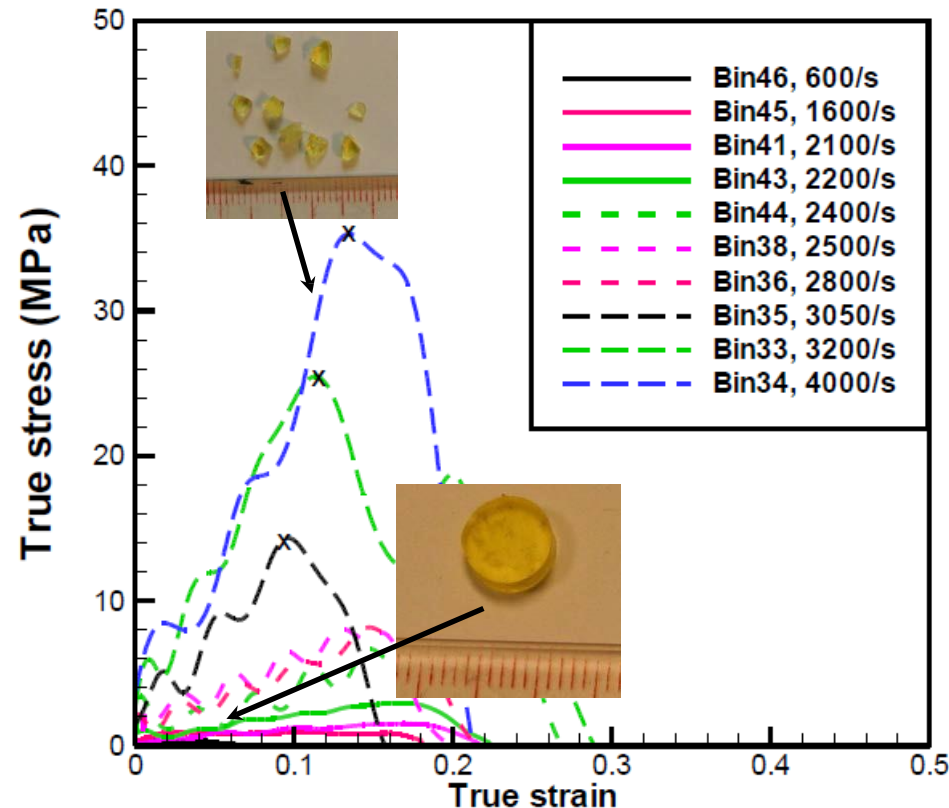 50
40
30
20
10
0
True stress (MPa)
Bin46, 600/s
Bin45, 1600/s
Bin41, 2100/s
Bin43, 2200/s
Bin44, 2400/s
Bin38, 2500/s
Bin36, 2800/s
Bin35, 3050/s
Bin33, 3200/s
Bin34, 4000/s
X
X
X
0
0.1
0.2
0.3
0.4
0.5
True strain